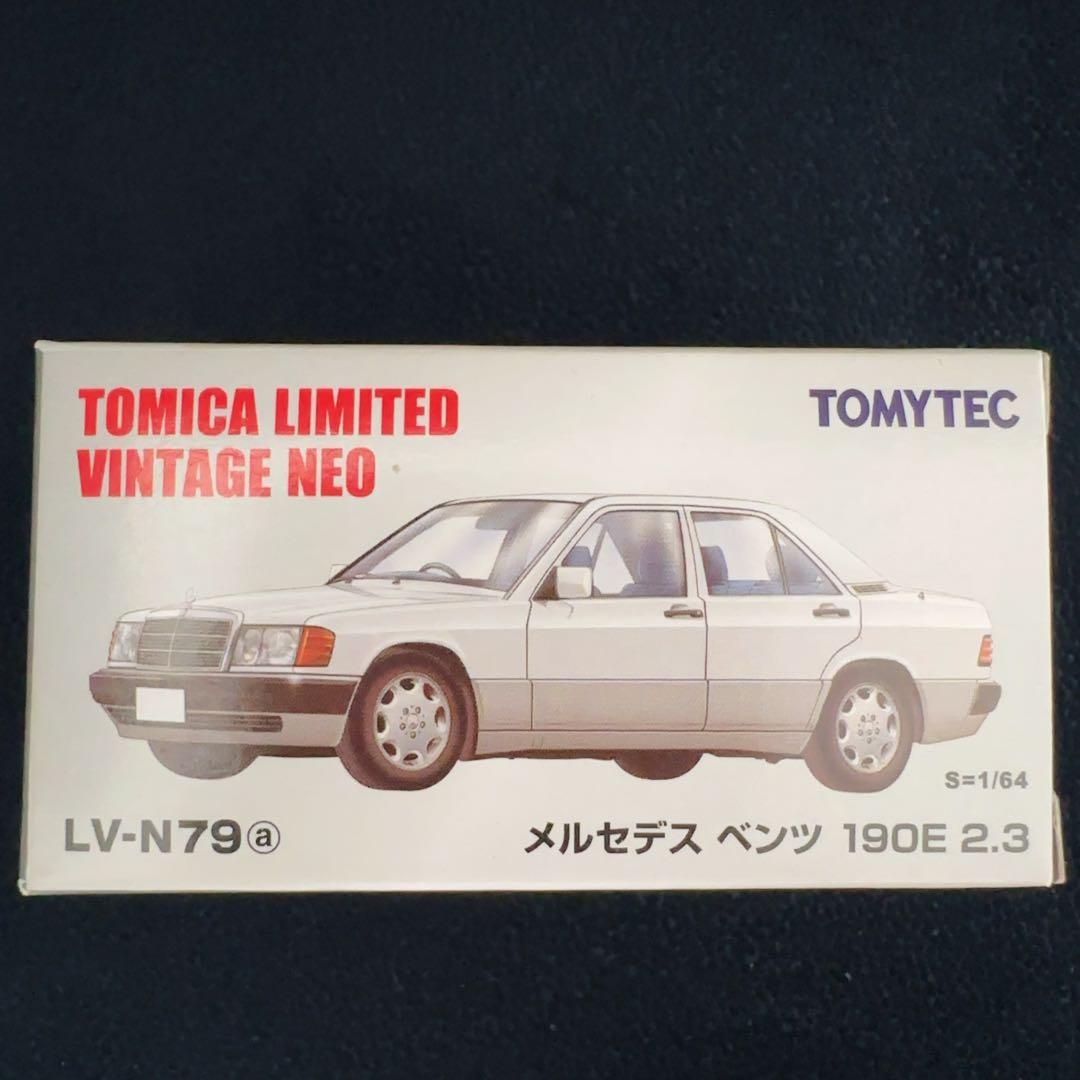 TOMICA LIMITED
VINTAGE NEO
TOMYTEC
S=1/64
LV-N79ⓐ
メルセデス ベンツ 190E 2.3